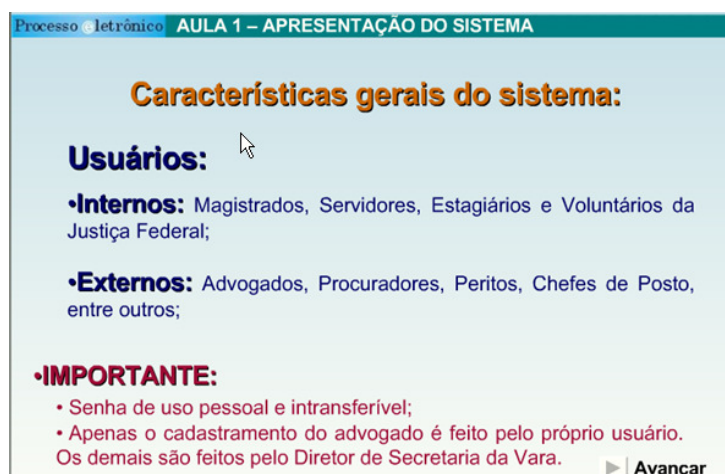 Processo eletrônico AULA 1 – APRESENTAÇÃO DO SISTEMA
Características gerais do sistema:
Usuários:
•Internos: Magistrados, Servidores, Estagiários e Voluntários da
Justiça Federal;
•Externos: Advogados, Procuradores, Peritos, Chefes de Posto,
entre outros;
•IMPORTANTE:
• Senha de uso pessoal e intransferível;
• Apenas o cadastramento do advogado é feito pelo próprio usuário.
Os demais são feitos pelo Diretor de Secretaria da Vara.
Avançar